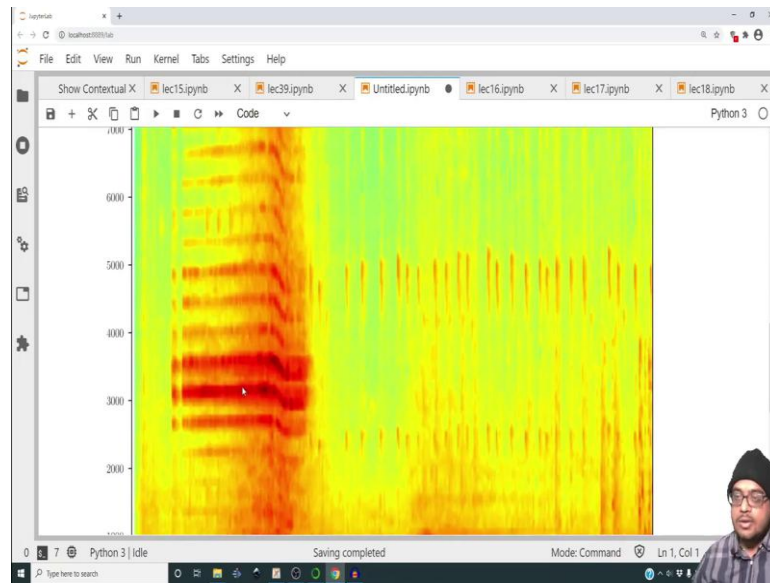 JupyterLab
localhost:8889/lab
File Edit View Run Kernel Tabs Settings Help
Show Contextual X lec15.ipynb X lec39.ipynb X Untitled.ipynb lec16.ipynb X lec17.ipynb X lec18.ipynb X
Code Python 3
7000
6000
5000
4000
3000
2000
1000
0 7 Python 3 | Idle Saving completed Mode: Command Ln 1, Col 1
Type here to search